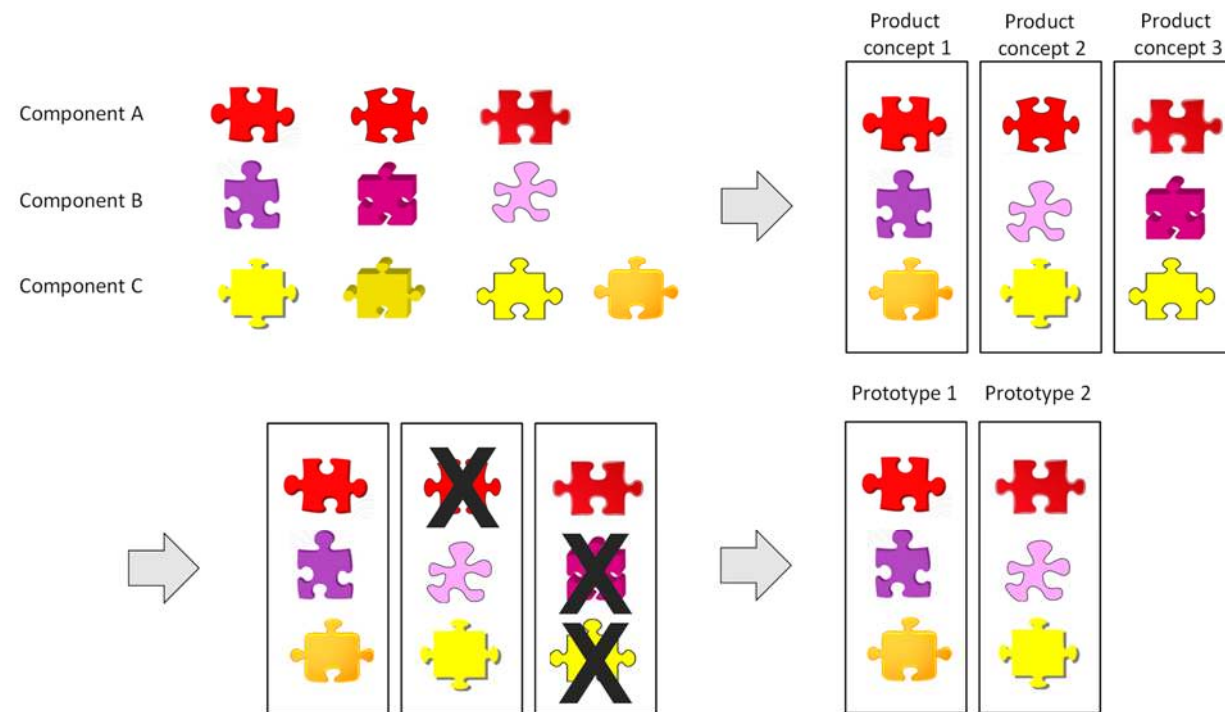 Product
concept 1
Product
concept 2
Product
concept 3
Component A
Component B
Component C
Prototype 1
Prototype 2